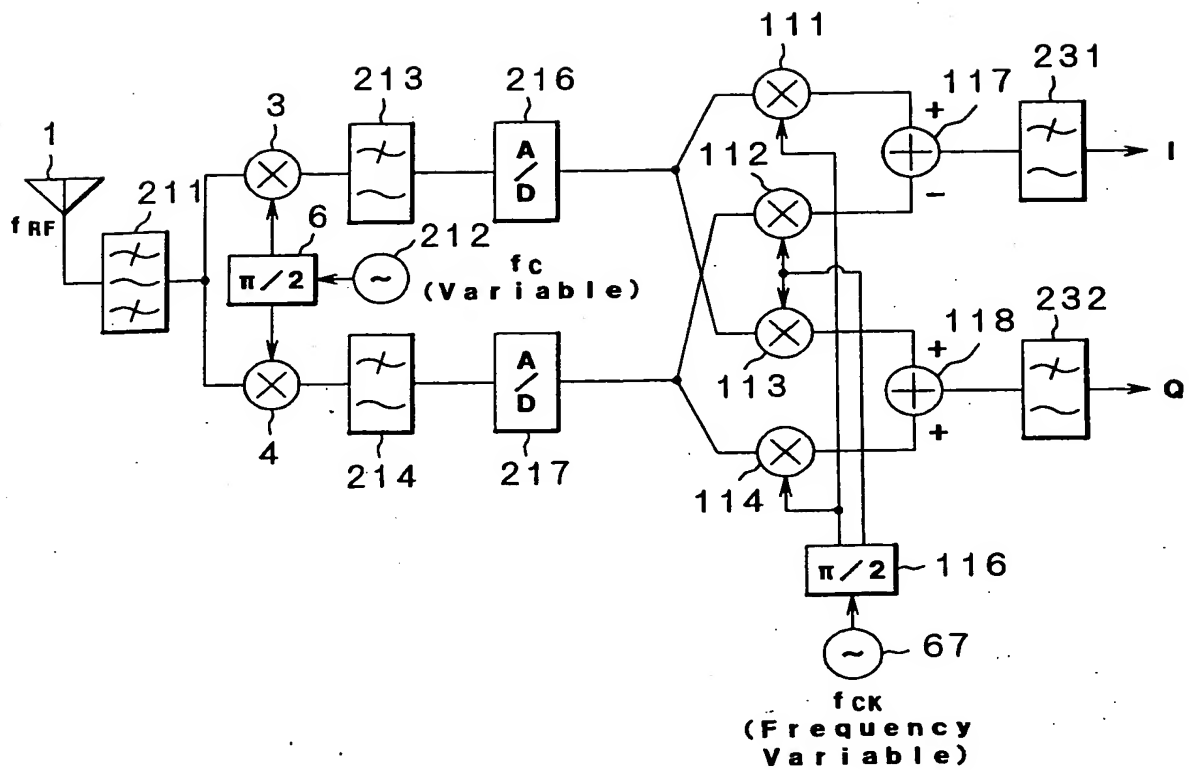 111
231
213
216
3
117
1
+
A/D
I
112
211
−
f RF
6
212
π/2
~
fC
(Variable)
232
118
113
+
A/D
Q
4
+
214
217
114
π/2
116
~
67
fCK
(Frequency
Variable)